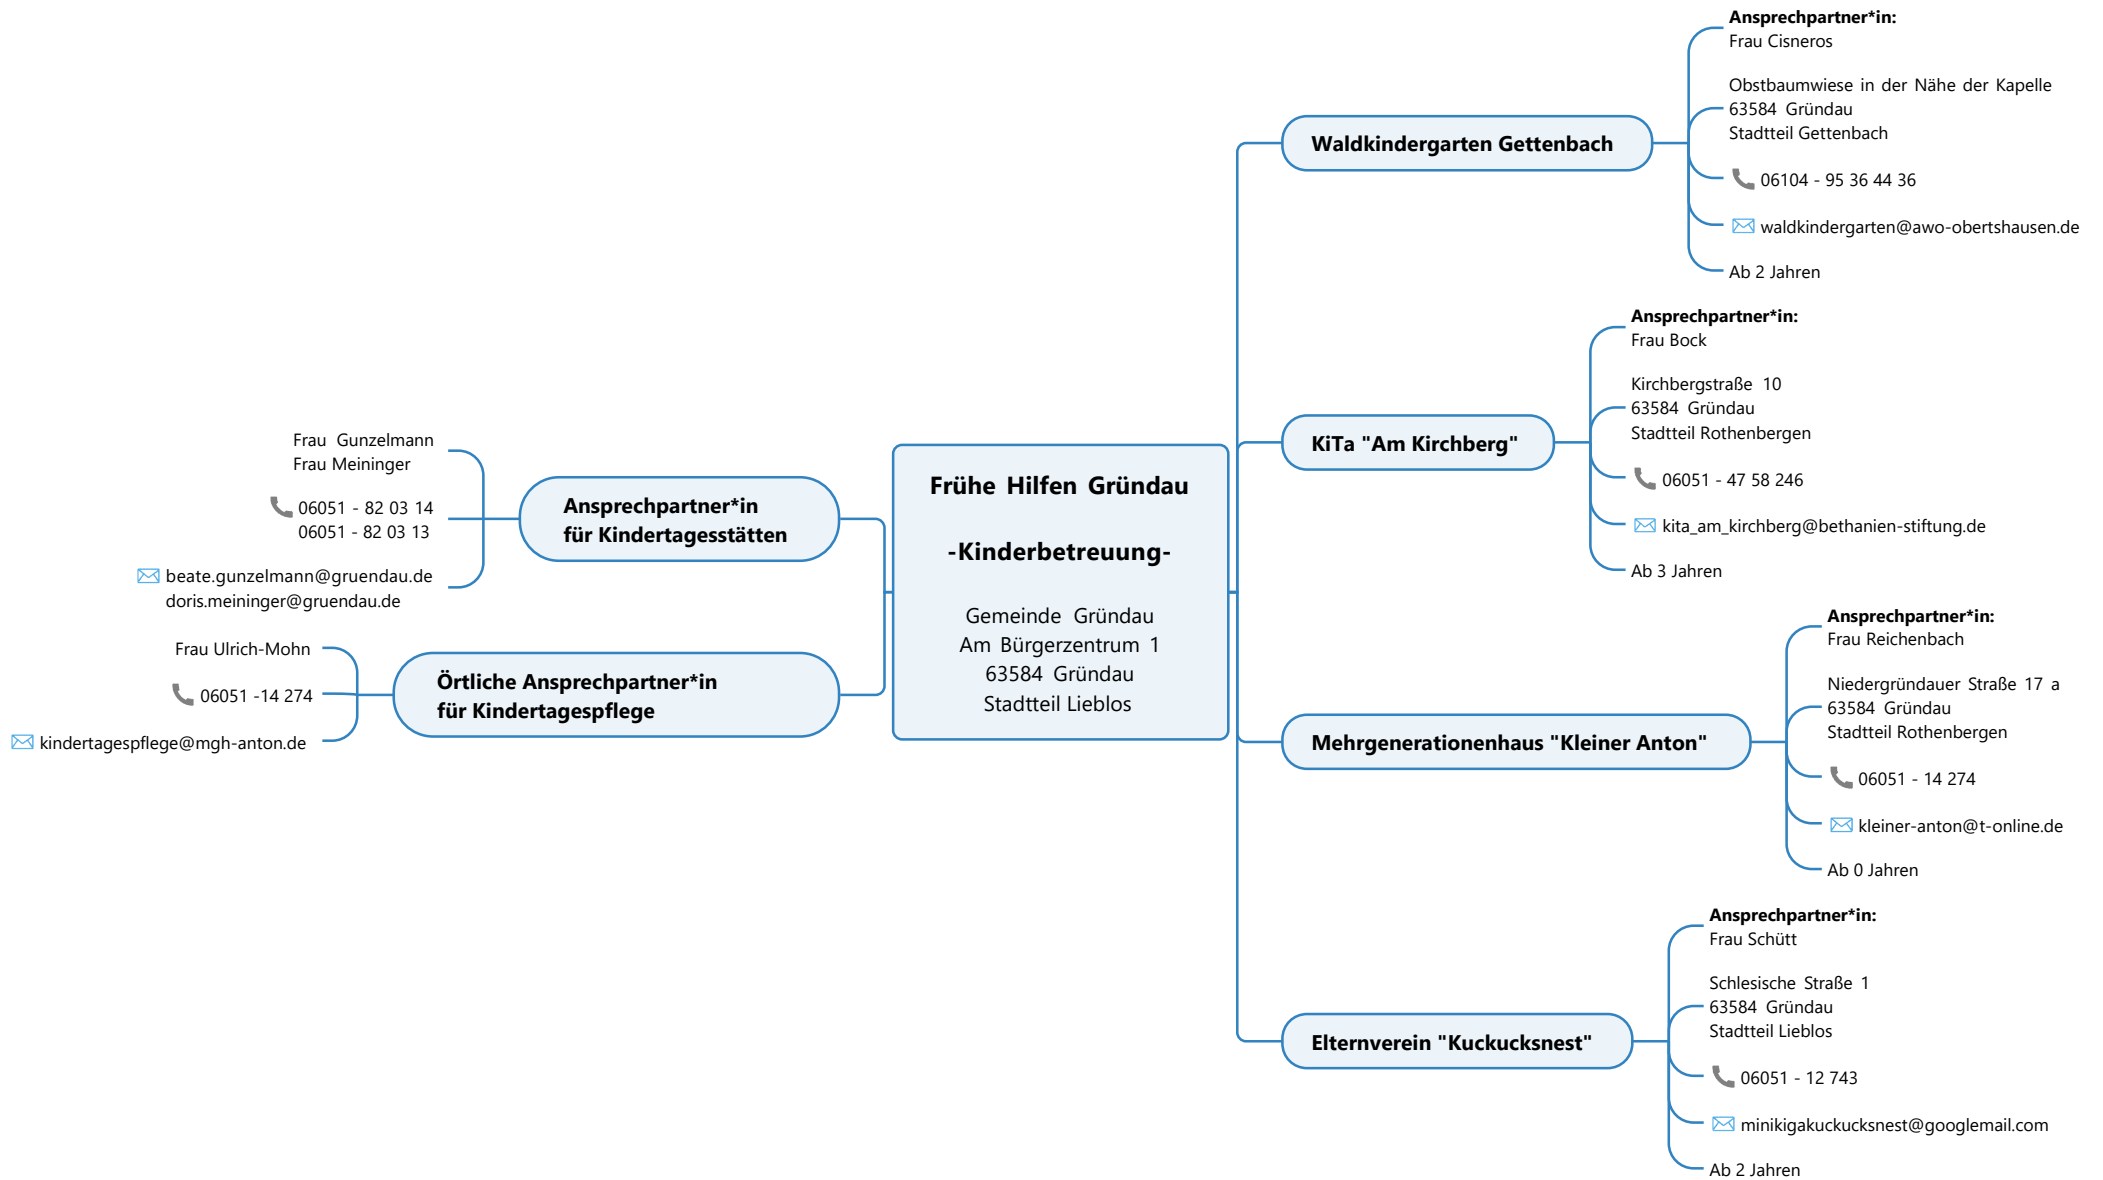 Frühe Hilfen Gründau
-Kinderbetreuung-
Gemeinde Gründau
Am Bürgerzentrum 1
63584 Gründau
Stadtteil Lieblos
Ansprechpartner*in
für Kindertagesstätten
Frau Gunzelmann
Frau Meininger
06051 - 82 03 14
06051 - 82 03 13
beate.gunzelmann@gruendau.de
doris.meininger@gruendau.de
Örtliche Ansprechpartner*in
für Kindertagespflege
Frau Ulrich-Mohn
06051 -14 274
kindertagespflege@mgh-anton.de
Waldkindergarten Gettenbach
Ansprechpartner*in:
Frau Cisneros
Obstbaumwiese in der Nähe der Kapelle
63584 Gründau
Stadtteil Gettenbach
06104 - 95 36 44 36
waldkindergarten@awo-obertshausen.de
Ab 2 Jahren
KiTa "Am Kirchberg"
Ansprechpartner*in:
Frau Bock
Kirchbergstraße 10
63584 Gründau
Stadtteil Rothenbergen
06051 - 47 58 246
kita_am_kirchberg@bethanien-stiftung.de
Ab 3 Jahren
Mehrgenerationenhaus "Kleiner Anton"
Ansprechpartner*in:
Frau Reichenbach
Niedergründauer Straße 17 a
63584 Gründau
Stadtteil Rothenbergen
06051 - 14 274
kleiner-anton@t-online.de
Ab 0 Jahren
Elternverein "Kuckucksnest"
Ansprechpartner*in:
Frau Schütt
Schlesische Straße 1
63584 Gründau
Stadtteil Lieblos
06051 - 12 743
minikigakuckucksnest@googlemail.com
Ab 2 Jahren